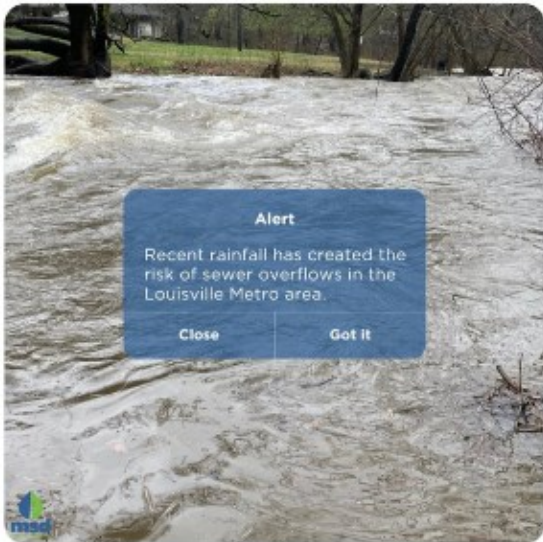 Alert
Recent rainfall has created the
risk of sewer overflows in the
Louisville Metro area.
Close
Got it
msd